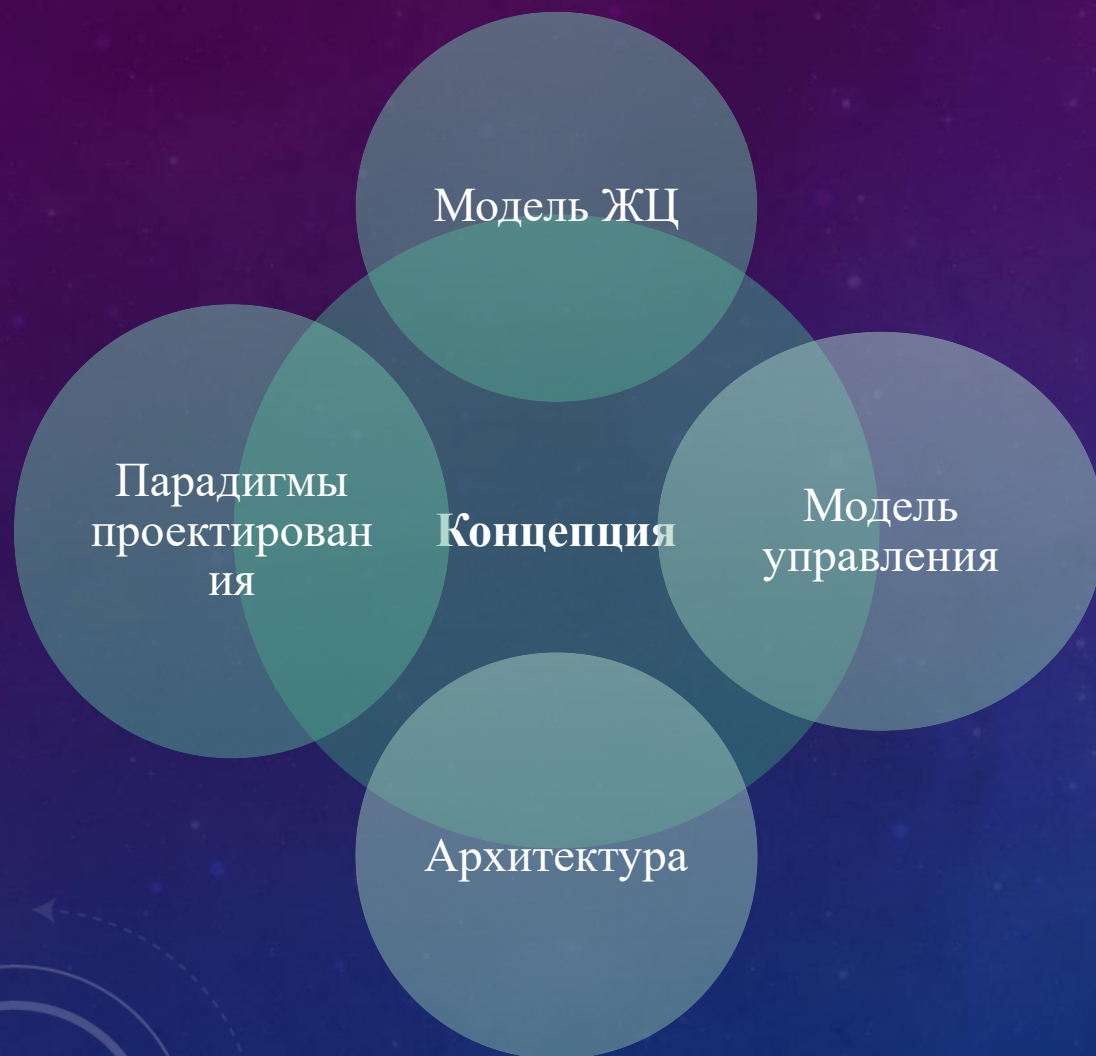 Модель ЖЦ
Парадигмы
проектирован
ия
Концепция
Модель
управления
Архитектура